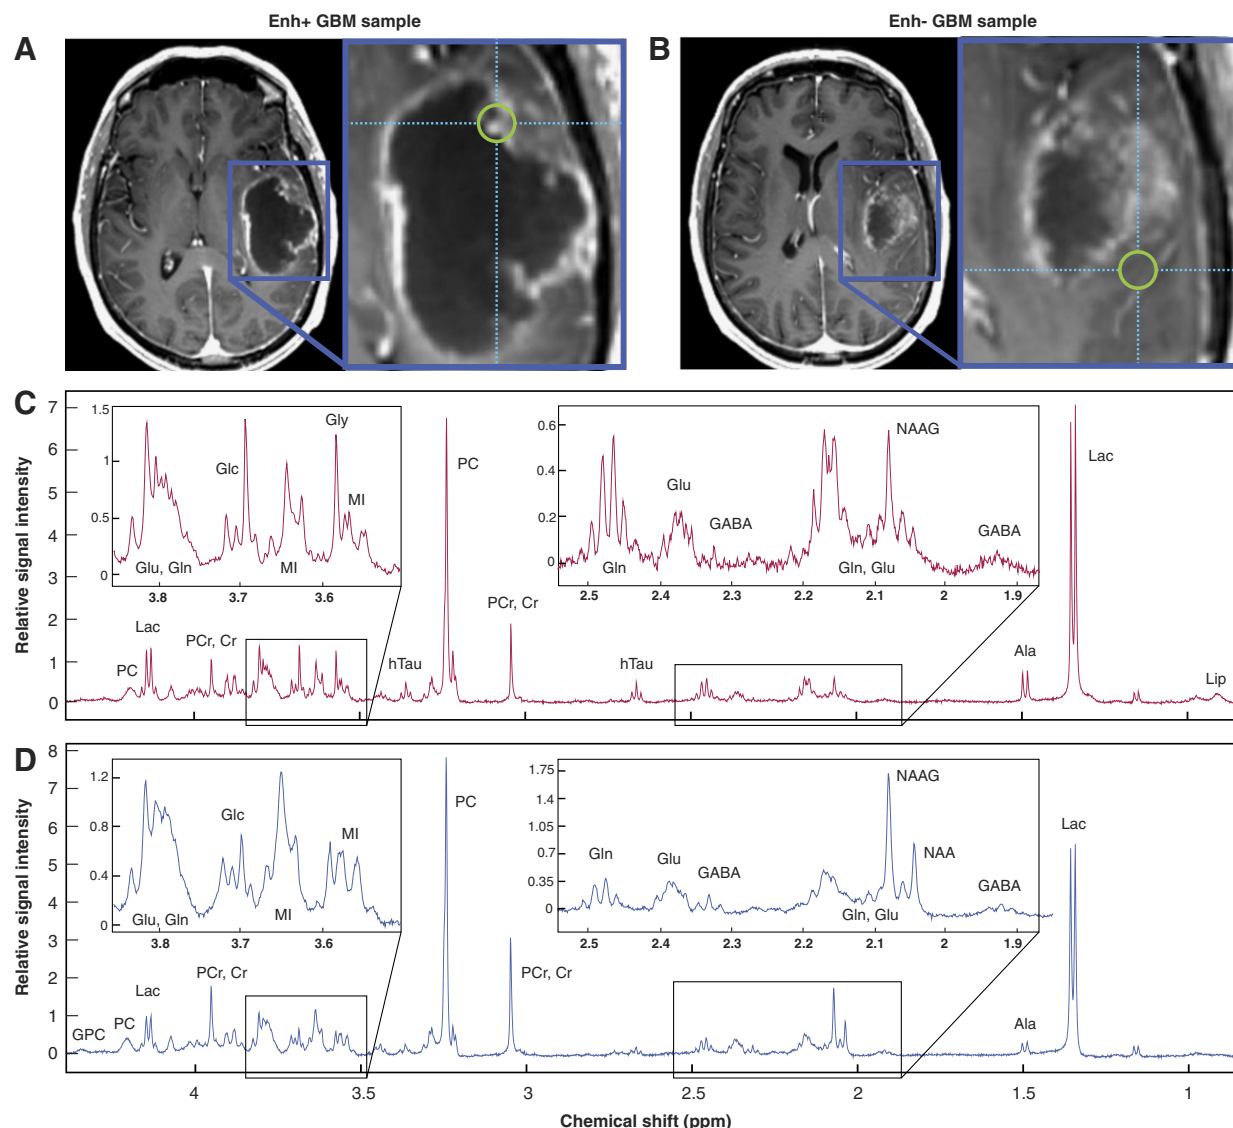 Enh+ GBM sample
Enh- GBM sample
A
B
C
Relative signal intensity
7
6
5
4
3
2
1
0
1.5
1
0.5
0
Gly
Glc
MI
Glu, Gln
MI
3.8
3.7
3.6
0.6
0.4
0.2
0
NAAG
Glu
GABA
GABA
Gln
Gln, Glu
2.5
2.4
2.3
2.2
2.1
2
1.9
PC
Lac
PCr, Cr
Lac
PCr, Cr
PC
hTau
hTau
Ala
Lip
D
Relative signal intensity
8
7
6
5
4
3
2
1
0
1.2
0.8
0.4
0
Glc
MI
Glu, Gln
MI
3.8
3.7
3.6
1.75
1.4
1.05
0.7
0.35
0
NAAG
Gln
Glu
GABA
NAA
GABA
Gln, Glu
2.5
2.4
2.3
2.2
2.1
2
1.9
PC
Lac
PCr, Cr
PCr, Cr
Lac
GPC
PC
Ala
4
3.5
3
2.5
2
1.5
1
Chemical shift (ppm)